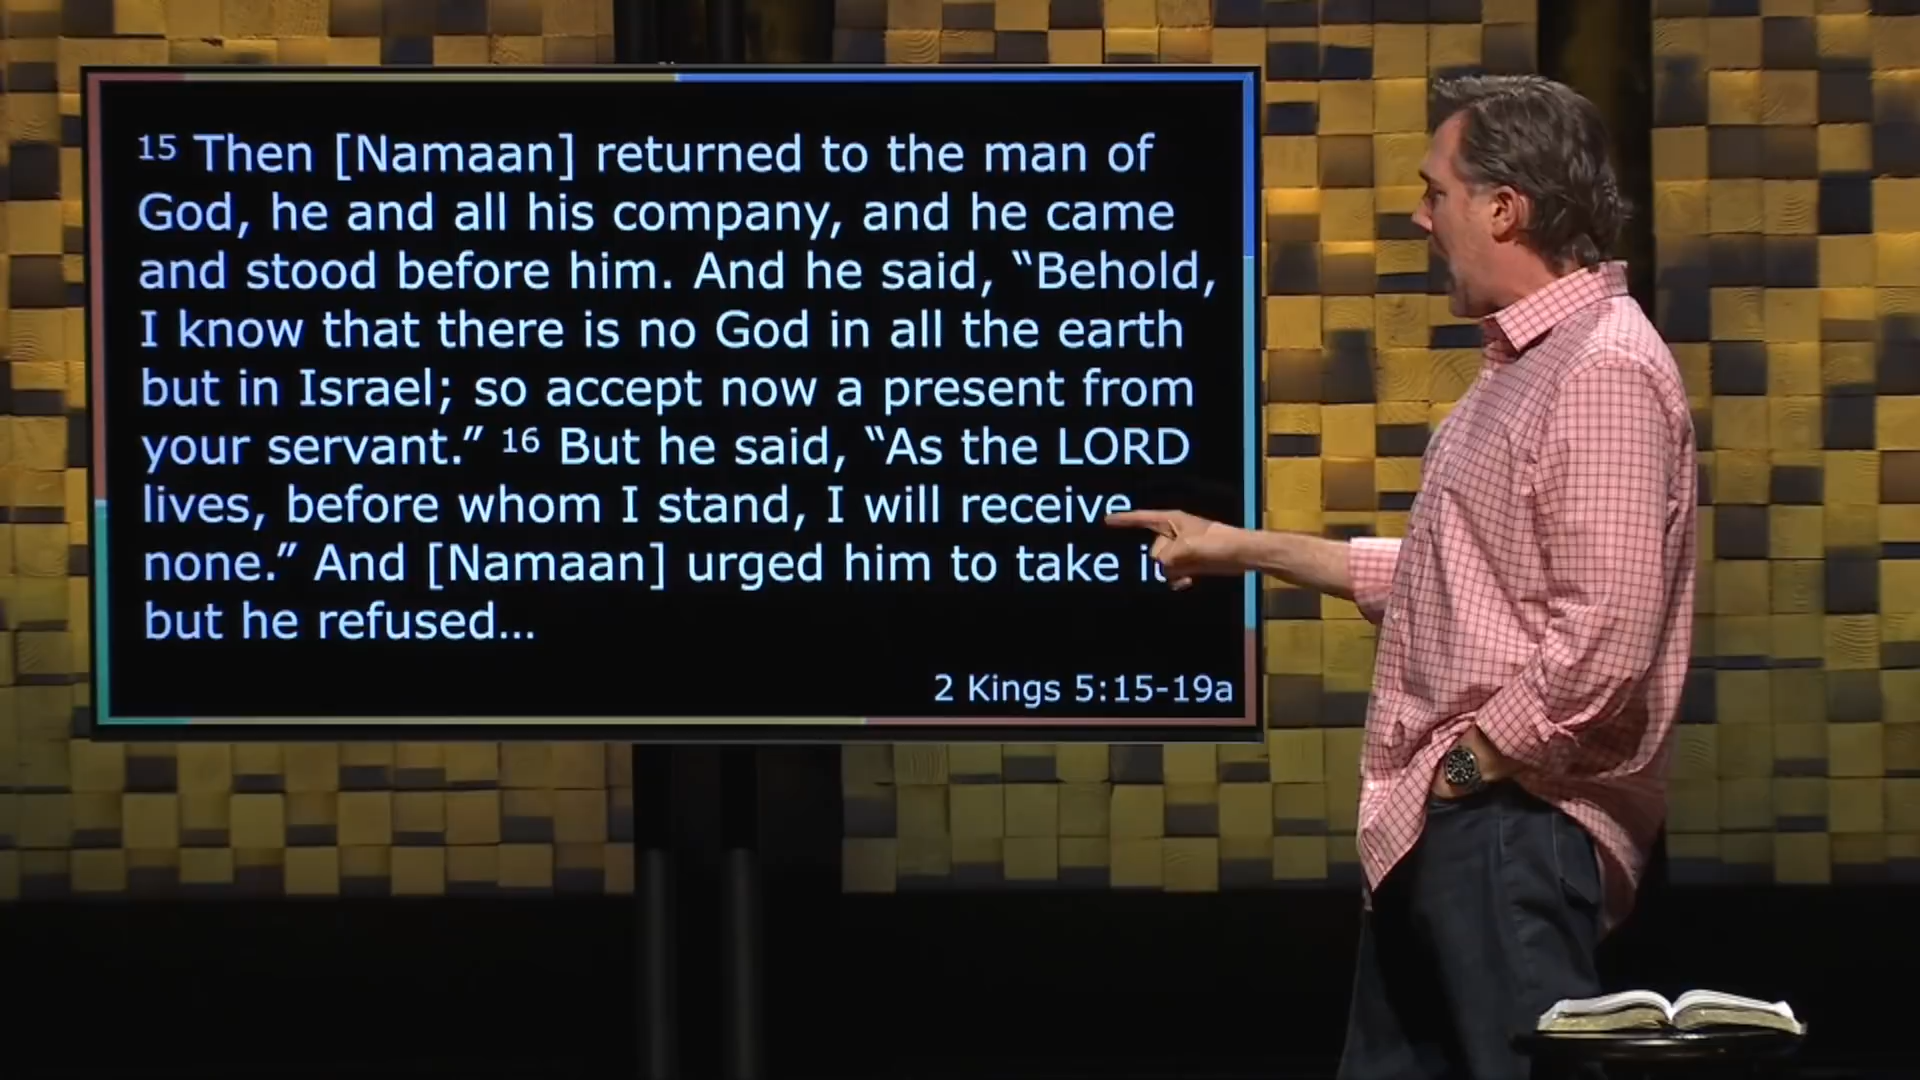 15 Then [Namaan] returned to the man of
God, he and all his company, and he came
and stood before him. And he said, “Behold,
I know that there is no God in all the earth
but in Israel; so accept now a present from
your servant.” 16 But he said, “As the LORD
lives, before whom I stand, I will receive
none.” And [Namaan] urged him to take it
but he refused…
2 Kings 5:15-19a